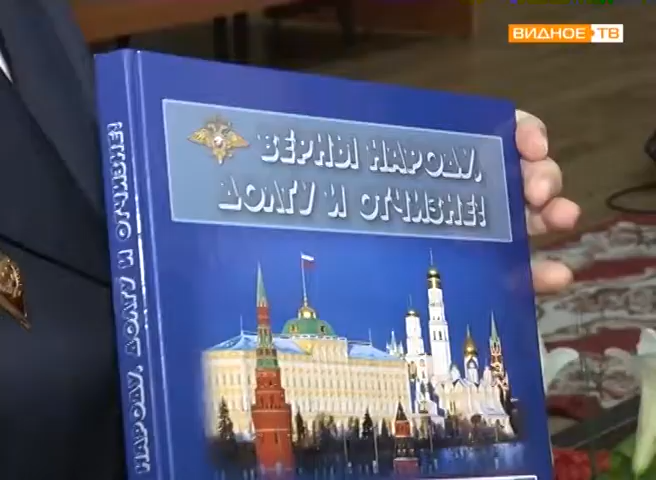 ВИДНОЕ ТВ
ВЕРНЫ НАРОДУ,
ДОЛГУ И ОТЧИЗНЕ!
НАРОДУ, ДОЛГУ И ОТЧИЗНЕ!